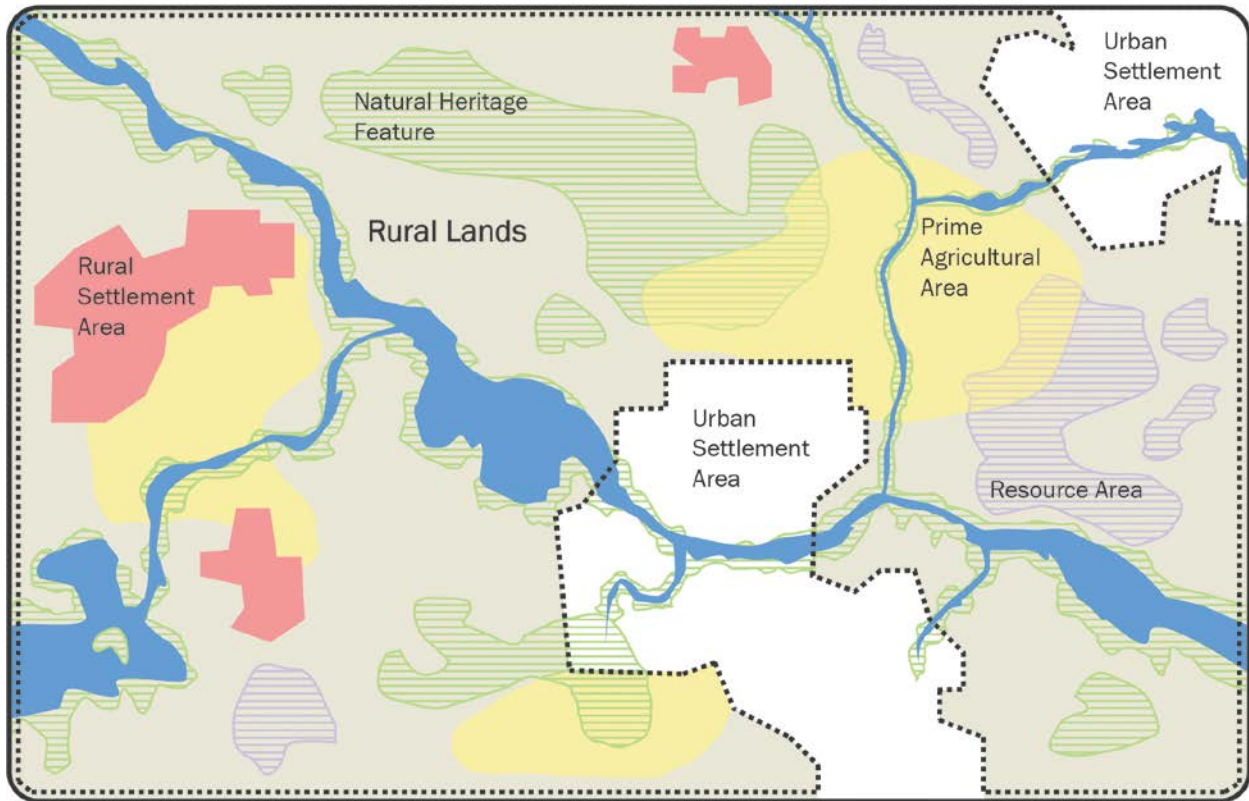 Urban
Settlement
Area
Natural Heritage
Feature
Rural Lands
Prime
Agricultural
Area
Rural
Settlement
Area
Urban
Settlement
Area
Resource Area